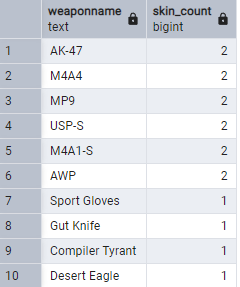 weaponname text skin_count bigint
1 AK-47 2
2 M4A4 2
3 MP9 2
4 USP-S 2
5 M4A1-S 2
6 AWP 2
7 Sport Gloves 1
8 Gut Knife 1
9 Compiler Tyrant 1
10 Desert Eagle 1